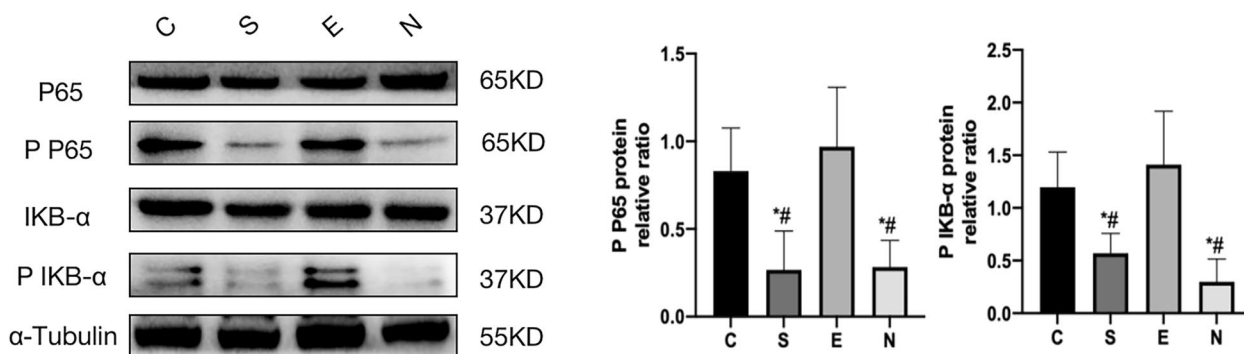 C S E N
P65 65KD
P P65 65KD
IKB-α 37KD
P IKB-α 37KD
α-Tubulin 55KD
P P65 protein
relative ratio
1.5
1.0
0.5
0.0
*#
*#
C S E N
P IKB-α protein
relative ratio
2.5
2.0
1.5
1.0
0.5
0.0
*#
*#
C S E N